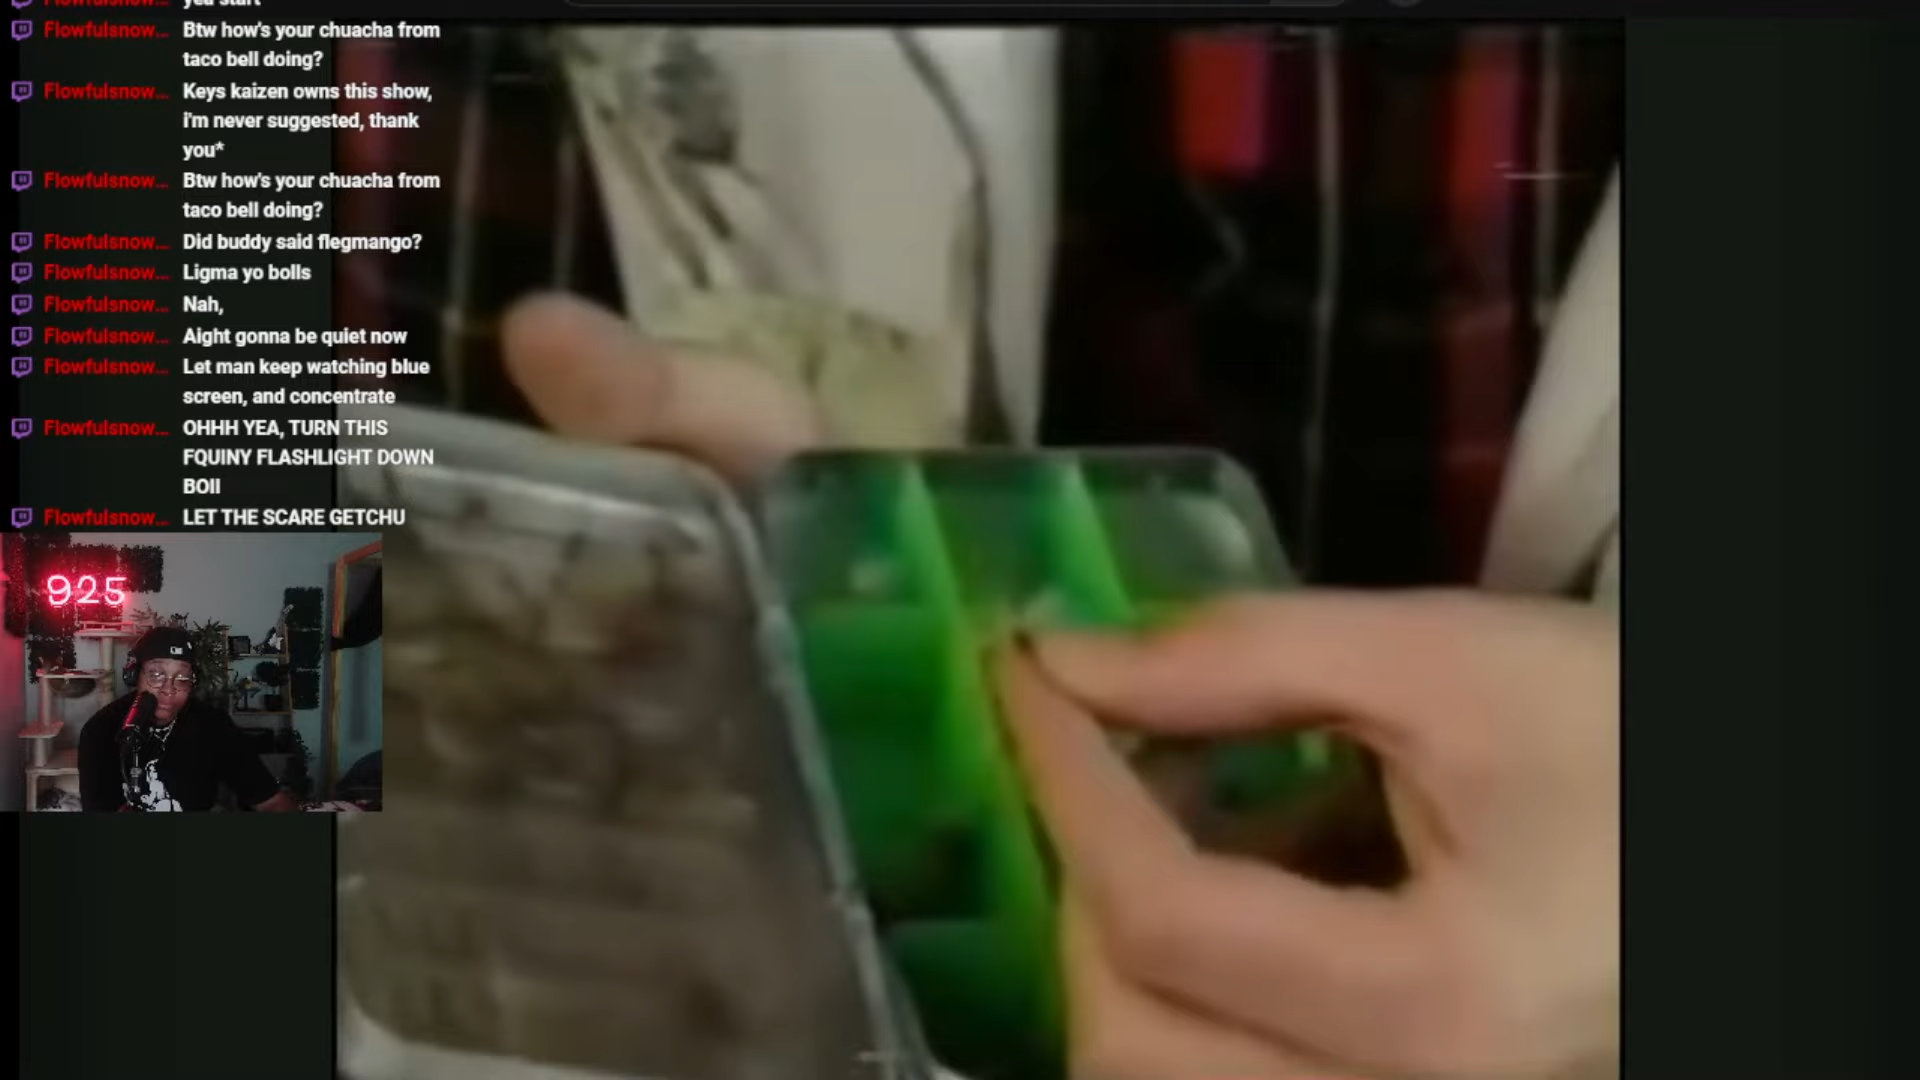 Flowfulsnow... yea start
Flowfulsnow... Btw how's your chuacha from
taco bell doing?
Flowfulsnow... Keys kaizen owns this show,
i'm never suggested, thank
you*
Flowfulsnow... Btw how's your chuacha from
taco bell doing?
Flowfulsnow... Did buddy said flegmango?
Flowfulsnow... Ligma yo bolls
Flowfulsnow... Nah,
Flowfulsnow... Aight gonna be quiet now
Flowfulsnow... Let man keep watching blue
screen, and concentrate
Flowfulsnow... OHHH YEA, TURN THIS
FQUINY FLASHLIGHT DOWN
BOII
Flowfulsnow... LET THE SCARE GETCHU
925